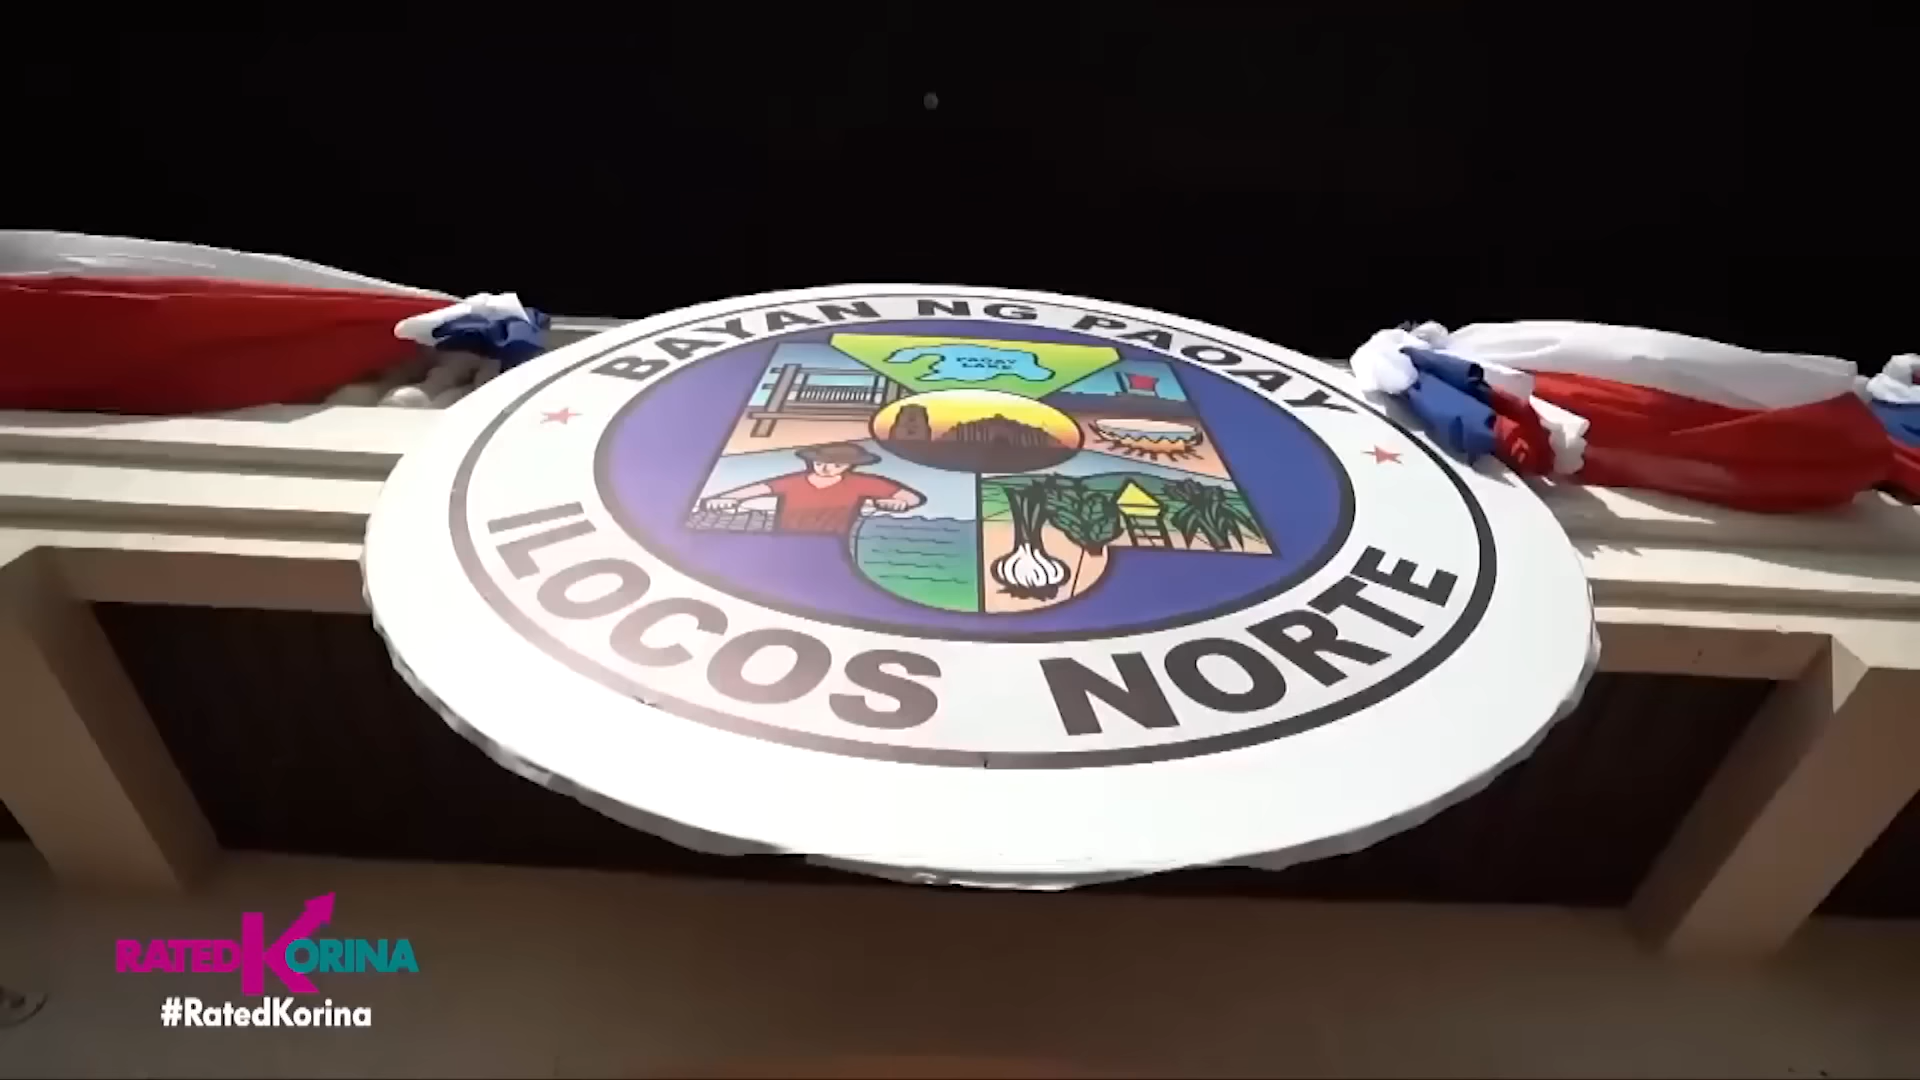 BAYAN NG PAOAY
PAOAY
LAKE
ILOCOS NORTE
RATEDKORINA
#RatedKorina